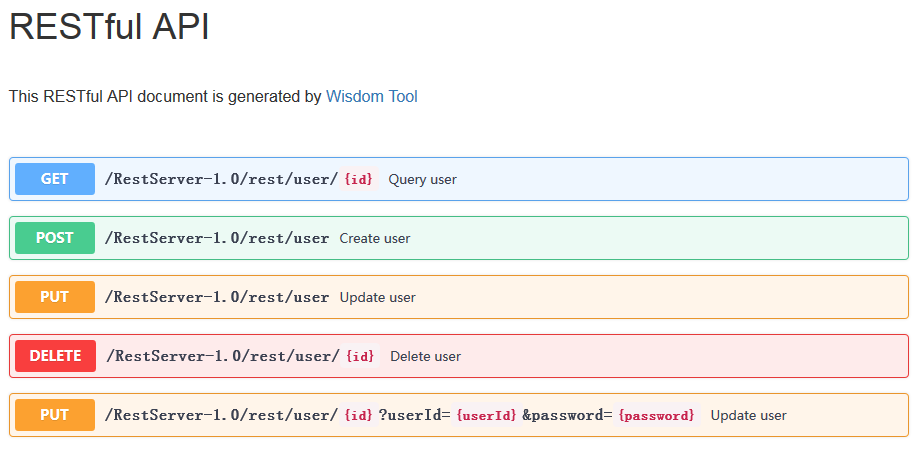 RESTful API
This RESTful API document is generated by Wisdom Tool
GET /RestServer-1.0/rest/user/{id} Query user
POST /RestServer-1.0/rest/user Create user
PUT /RestServer-1.0/rest/user Update user
DELETE /RestServer-1.0/rest/user/{id} Delete user
PUT /RestServer-1.0/rest/user/{id}?userId={userId}&password={password} Update user